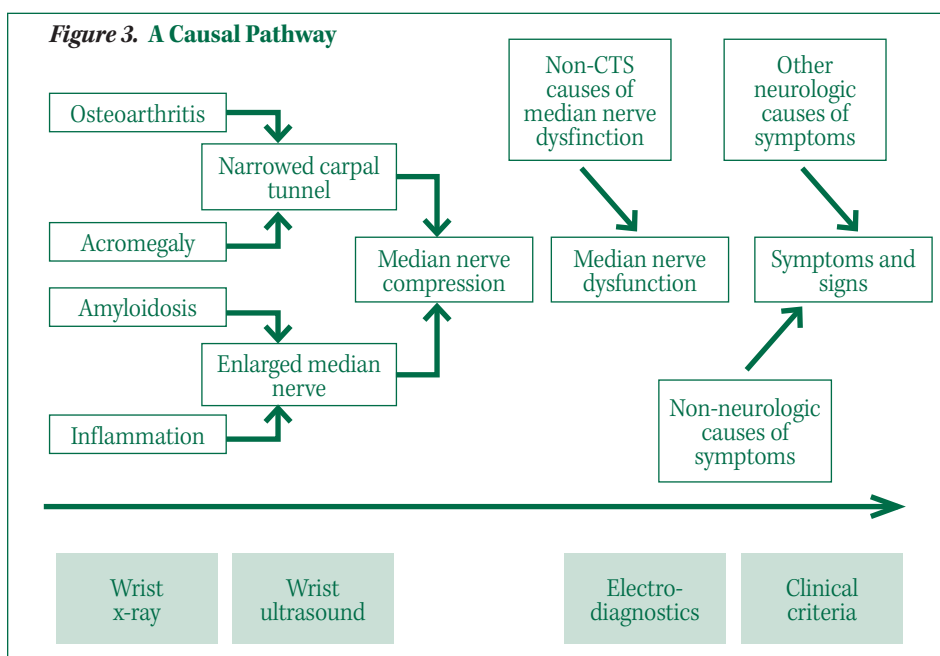 Figure 3. A Causal Pathway
Osteoarthritis
Acromegaly
Amyloidosis
Inflammation
Narrowed carpal
tunnel
Enlarged median
nerve
Median nerve
compression
Non-CTS
causes of
median nerve
dysfinction
Median nerve
dysfunction
Other
neurologic
causes of
symptoms
Symptoms and
signs
Non-neurologic
causes of
symptoms
Wrist
x-ray
Wrist
ultrasound
Electro-
diagnostics
Clinical
criteria